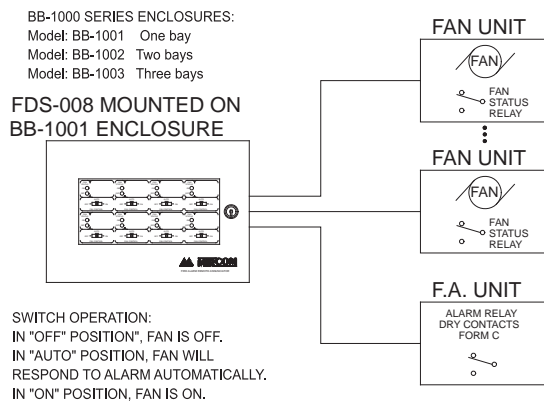 BB-1000 SERIES ENCLOSURES:
Model: BB-1001 One bay
Model: BB-1002 Two bays
Model: BB-1003 Three bays
FDS-008 MOUNTED ON
BB-1001 ENCLOSURE
SWITCH OPERATION:
IN "OFF" POSITION", FAN IS OFF.
IN "AUTO" POSITION, FAN WILL
RESPOND TO ALARM AUTOMATICALLY.
IN "ON" POSITION, FAN IS ON.
FAN UNIT
FAN
FAN
STATUS
RELAY
FAN UNIT
FAN
FAN
STATUS
RELAY
F.A. UNIT
ALARM RELAY
DRY CONTACTS
FORM C